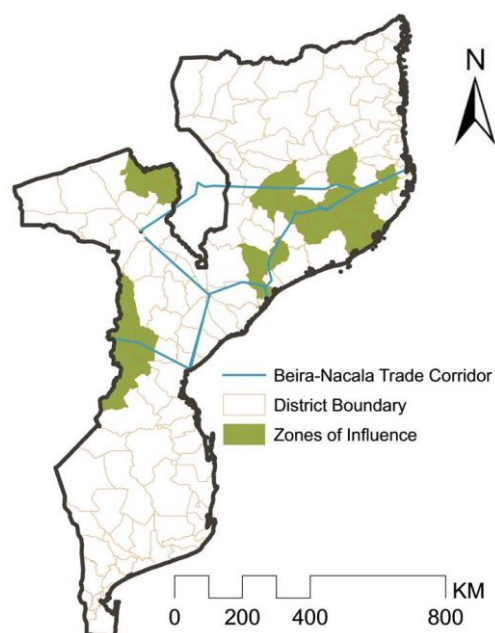 N
Beira-Nacala Trade Corridor
District Boundary
Zones of Influence
KM
0 200 400 800